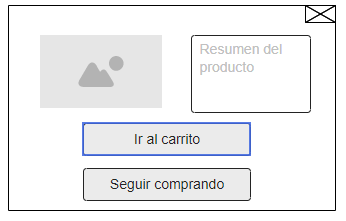 Resumen del
producto
Ir al carrito
Seguir comprando